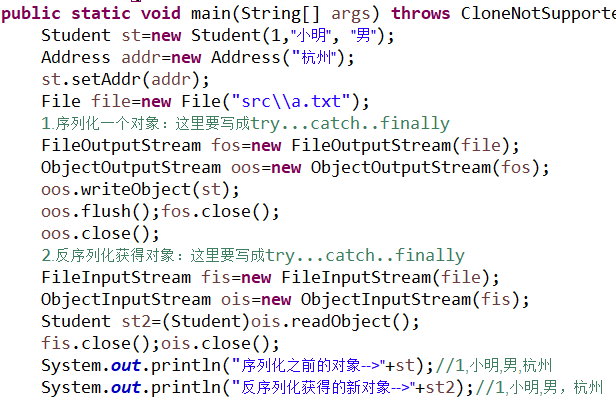 public static void main(String[] args) throws CloneNotSupporte
Student st=new Student(1,"小明", "男");
Address addr=new Address("杭州");
st.setAddr(addr);
File file=new File("src\\a.txt");
1.序列化一个对象：这里要写成try...catch..finally
FileOutputStream fos=new FileOutputStream(file);
ObjectOutputStream oos=new ObjectOutputStream(fos);
oos.writeObject(st);
oos.flush();fos.close();
oos.close();
2.反序列化获得对象：这里要写成try...catch..finally
FileInputStream fis=new FileInputStream(file);
ObjectInputStream ois=new ObjectInputStream(fis);
Student st2=(Student)ois.readObject();
fis.close();ois.close();
System.out.println("序列化之前的对象-->"+st);//1,小明,男,杭州
System.out.println("反序列化获得的新对象-->"+st2);//1,小明,男，杭州